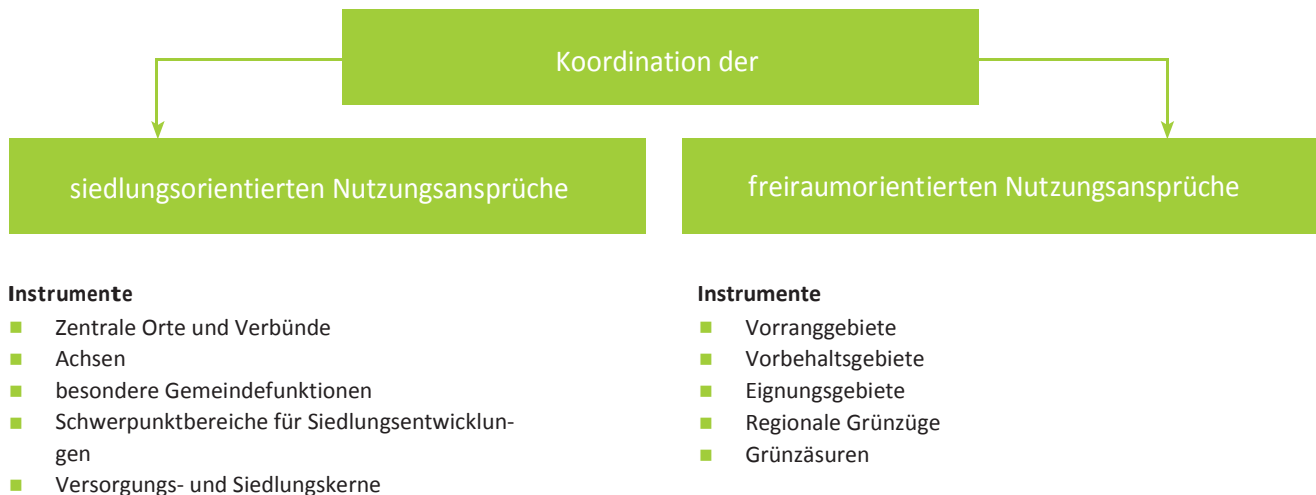 Koordination der
siedlungsorientierten Nutzungsansprüche
freiraumorientierten Nutzungsansprüche
Instrumente
Zentrale Orte und Verbünde
Achsen
besondere Gemeindefunktionen
Schwerpunktbereiche für Siedlungsentwicklun-
gen
Versorgungs- und Siedlungskerne
Instrumente
Vorranggebiete
Vorbehaltsgebiete
Eignungsgebiete
Regionale Grünzüge
Grünzäsuren